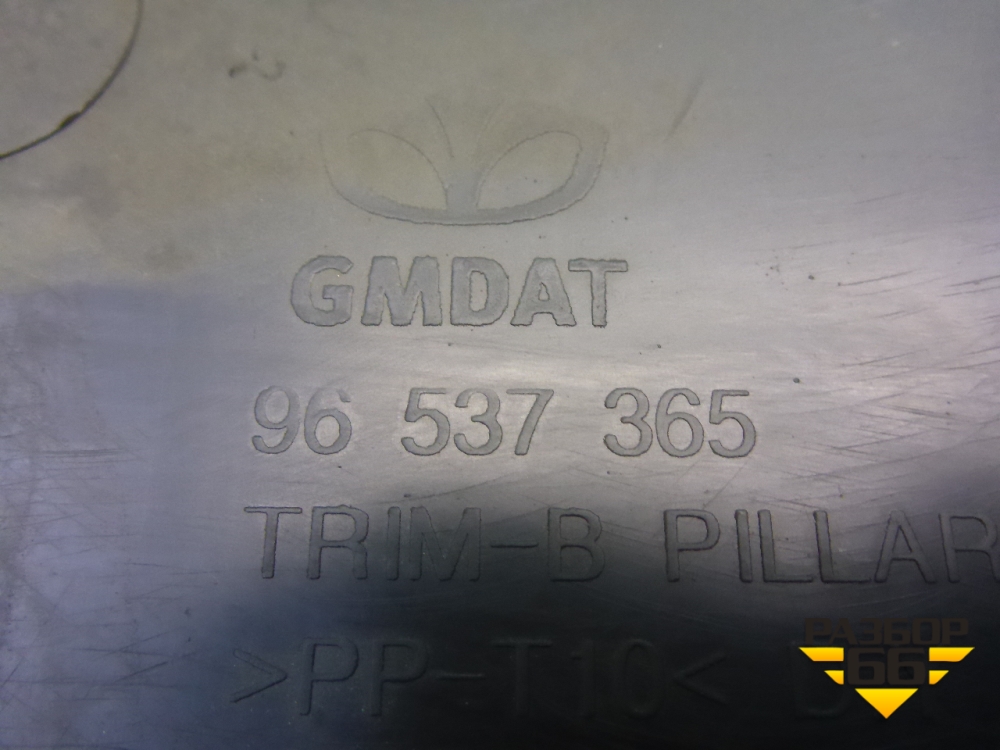 GMDAT
96 537 365
TRIM-B PILLAR
>PP-T10<
РАЗБОР
66